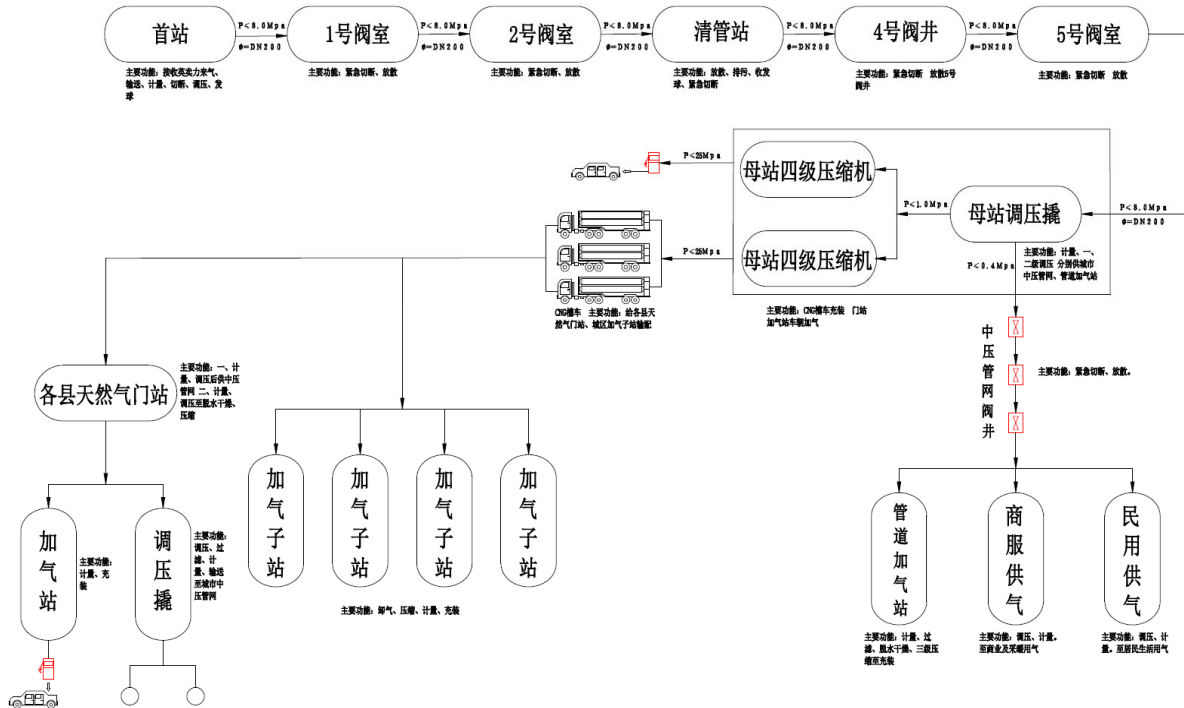 首站
P<8.0Mpa
φ=DN200
1号阀室
P<8.0Mpa
φ=DN200
2号阀室
P<8.0Mpa
φ=DN200
清管站
P<8.0Mpa
φ=DN200
4号阀井
P<8.0Mpa
φ=DN200
5号阀室
主要功能：接收英买力来气、
输送、计量、切断、调压、发
球
主要功能：紧急切断、放散
主要功能：紧急切断、放散
主要功能：放散、排污、收发
球、紧急切断
主要功能：紧急切断 放散5号
阀井
主要功能：紧急切断 放散
P<25Mpa
母站四级压缩机
P<1.0Mpa
母站调压撬
P<8.0Mpa
φ=DN200
P<25Mpa
母站四级压缩机
主要功能：计量、一、
二级调压 分别供城市
中压管网、管道加气站
P<0.4Mpa
CNG槽车 主要功能：给各县天
然气门站、城区加气子站输配
主要功能：CNG槽车充装 门站
加气站车辆加气
中压管网阀井
主要功能：紧急切断、放散。
各县天然气门站
主要功能：一、计
量、调压后供中压
管网 二、计量、
调压至脱水干燥、
压缩
加气子站
加气子站
加气子站
加气子站
主要功能：卸气、压缩、计量、充装
加气站
主要功能：
计量、充
装
调压撬
主要功能：
调压、过
滤、计
量、输送
至城市中
压管网
管道加气站
商服供气
民用供气
主要功能：计量、过
滤、脱水干燥、三级压
缩至充装
主要功能：调压、计量。
至商业及采暖用气
主要功能：调压、计
量。至居民生活用气